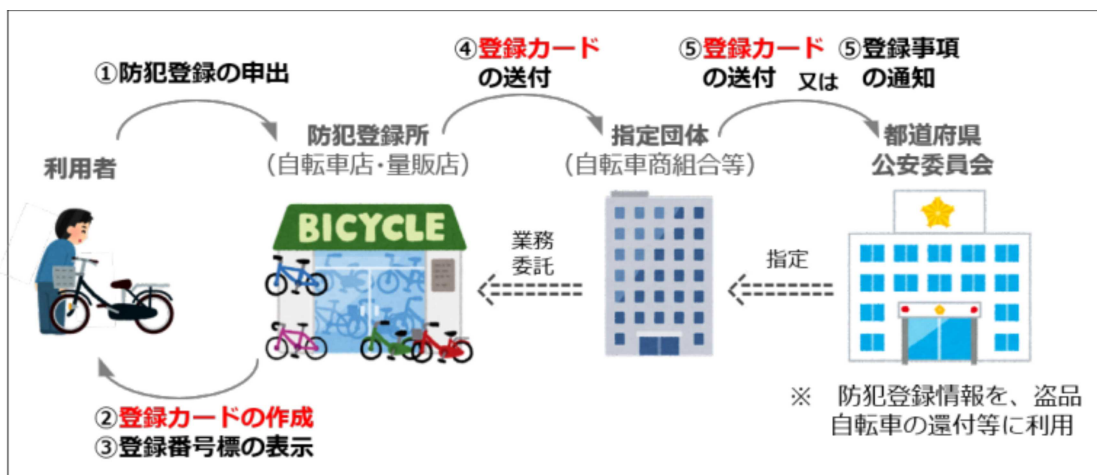 ①防犯登録の申出
④登録カード
の送付
⑤登録カード
の送付 又は
⑤登録事項
の通知
利用者
防犯登録所
（自転車店・量販店）
指定団体
（自転車商組合等）
都道府県
公安委員会
BICYCLE
業務
委託
指定
②登録カードの作成
③登録番号標の表示
※ 防犯登録情報を、盗品
自転車の還付等に利用